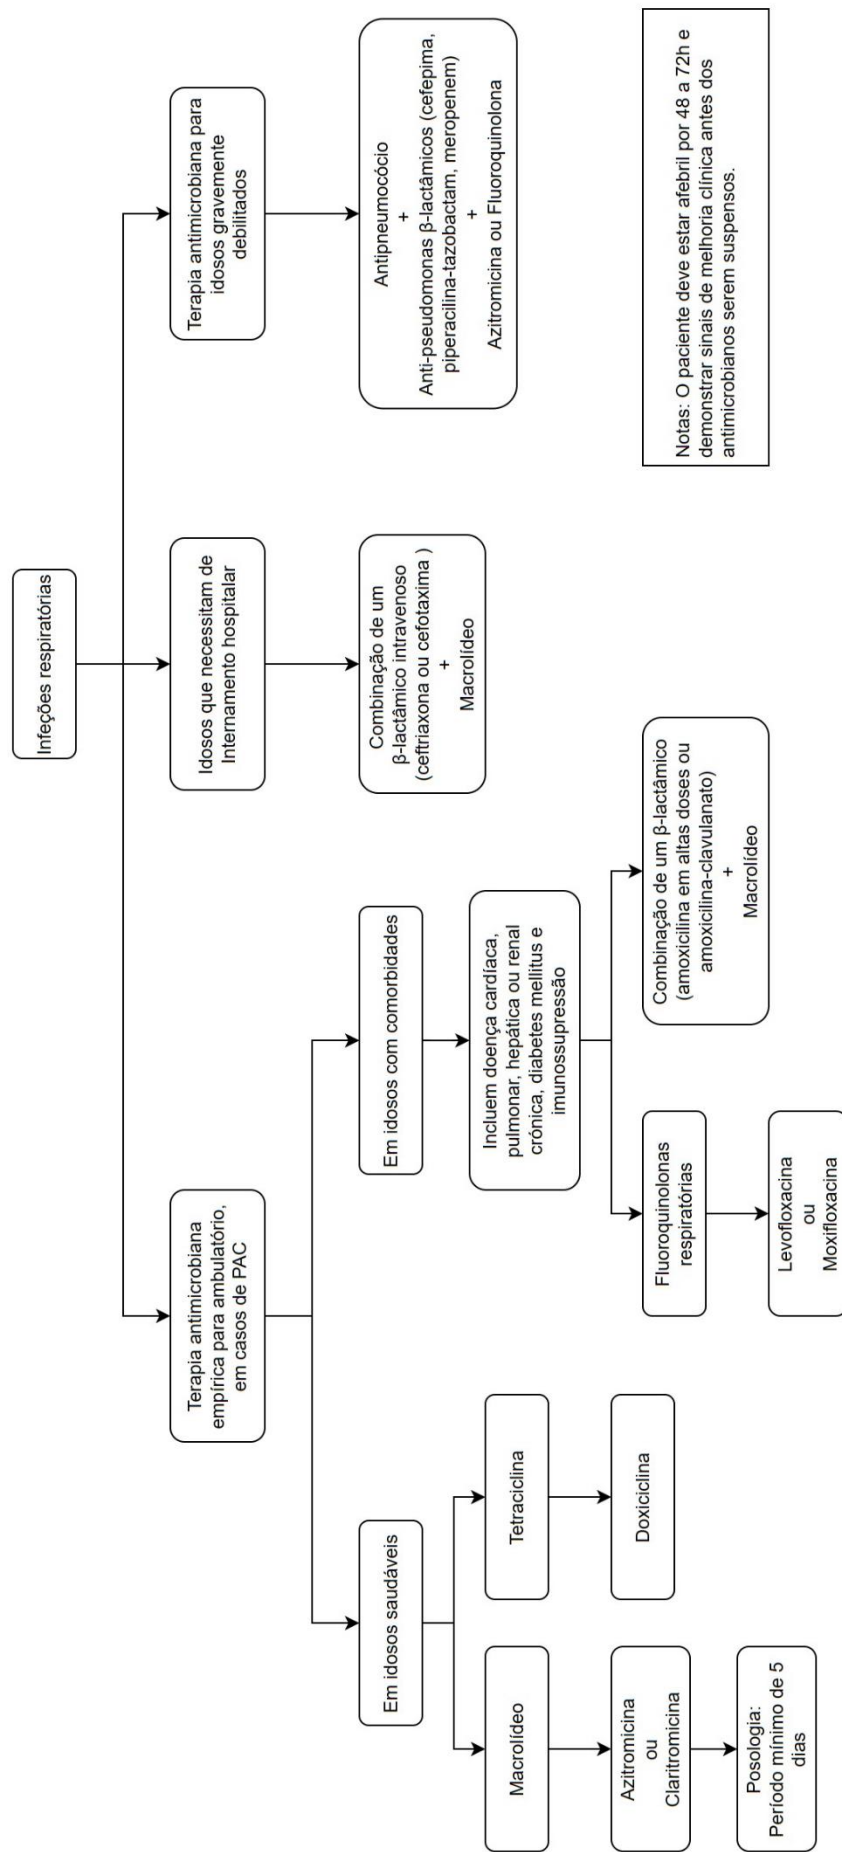 Infeções respiratórias
Terapia antimicrobiana
empírica para ambulatório,
em casos de PAC
Em idosos saudáveis
Macrolídeo
Azitromicina
ou
Claritromicina
Posologia:
Período mínimo de 5
dias
Tetraciclina
Doxiciclina
Em idosos com comorbidades
Incluem doença cardíaca,
pulmonar, hepática ou renal
crónica, diabetes mellitus e
imunossupressão
Fluoroquinolonas
respiratórias
Levofloxacina
ou
Moxifloxacina
Combinação de um β-lactâmico
(amoxicilina em altas doses ou
amoxicilina-clavulanato)
+
Macrolídeo
Idosos que necessitam de
Internamento hospitalar
Combinação de um
β-lactâmico intravenoso
(ceftriaxona ou cefotaxima )
+
Macrolídeo
Terapia antimicrobiana para
idosos gravemente
debilitados
Antipneumocócio
+
Anti-pseudomonas β-lactâmicos (cefepima,
piperacilina-tazobactam, meropenem)
+
Azitromicina ou Fluoroquinolona
Notas: O paciente deve estar afebril por 48 a 72h e
demonstrar sinais de melhoria clínica antes dos
antimicrobianos serem suspensos.